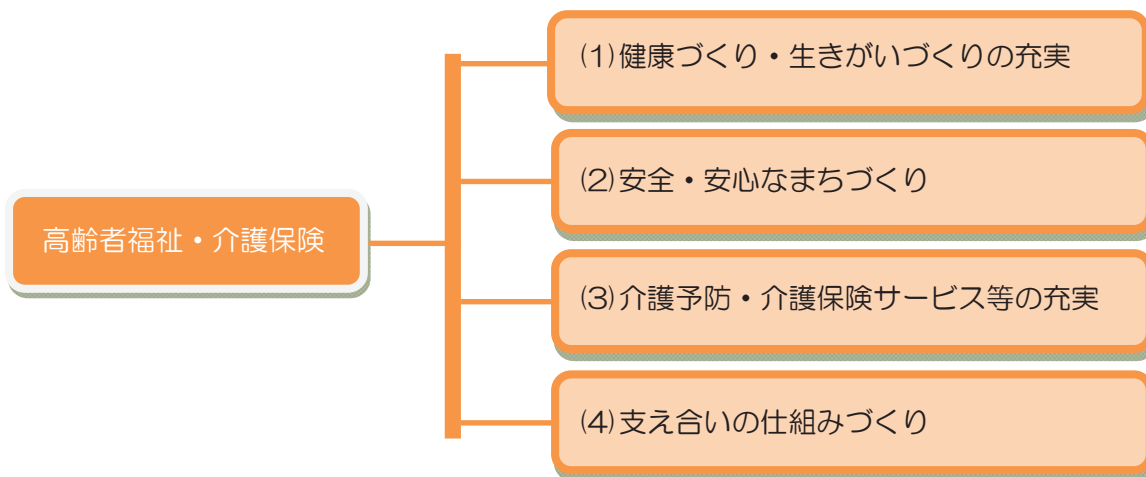 高齢者福祉・介護保険
⑴健康づくり・生きがいづくりの充実
⑵安全・安心なまちづくり
⑶介護予防・介護保険サービス等の充実
⑷支え合いの仕組みづくり